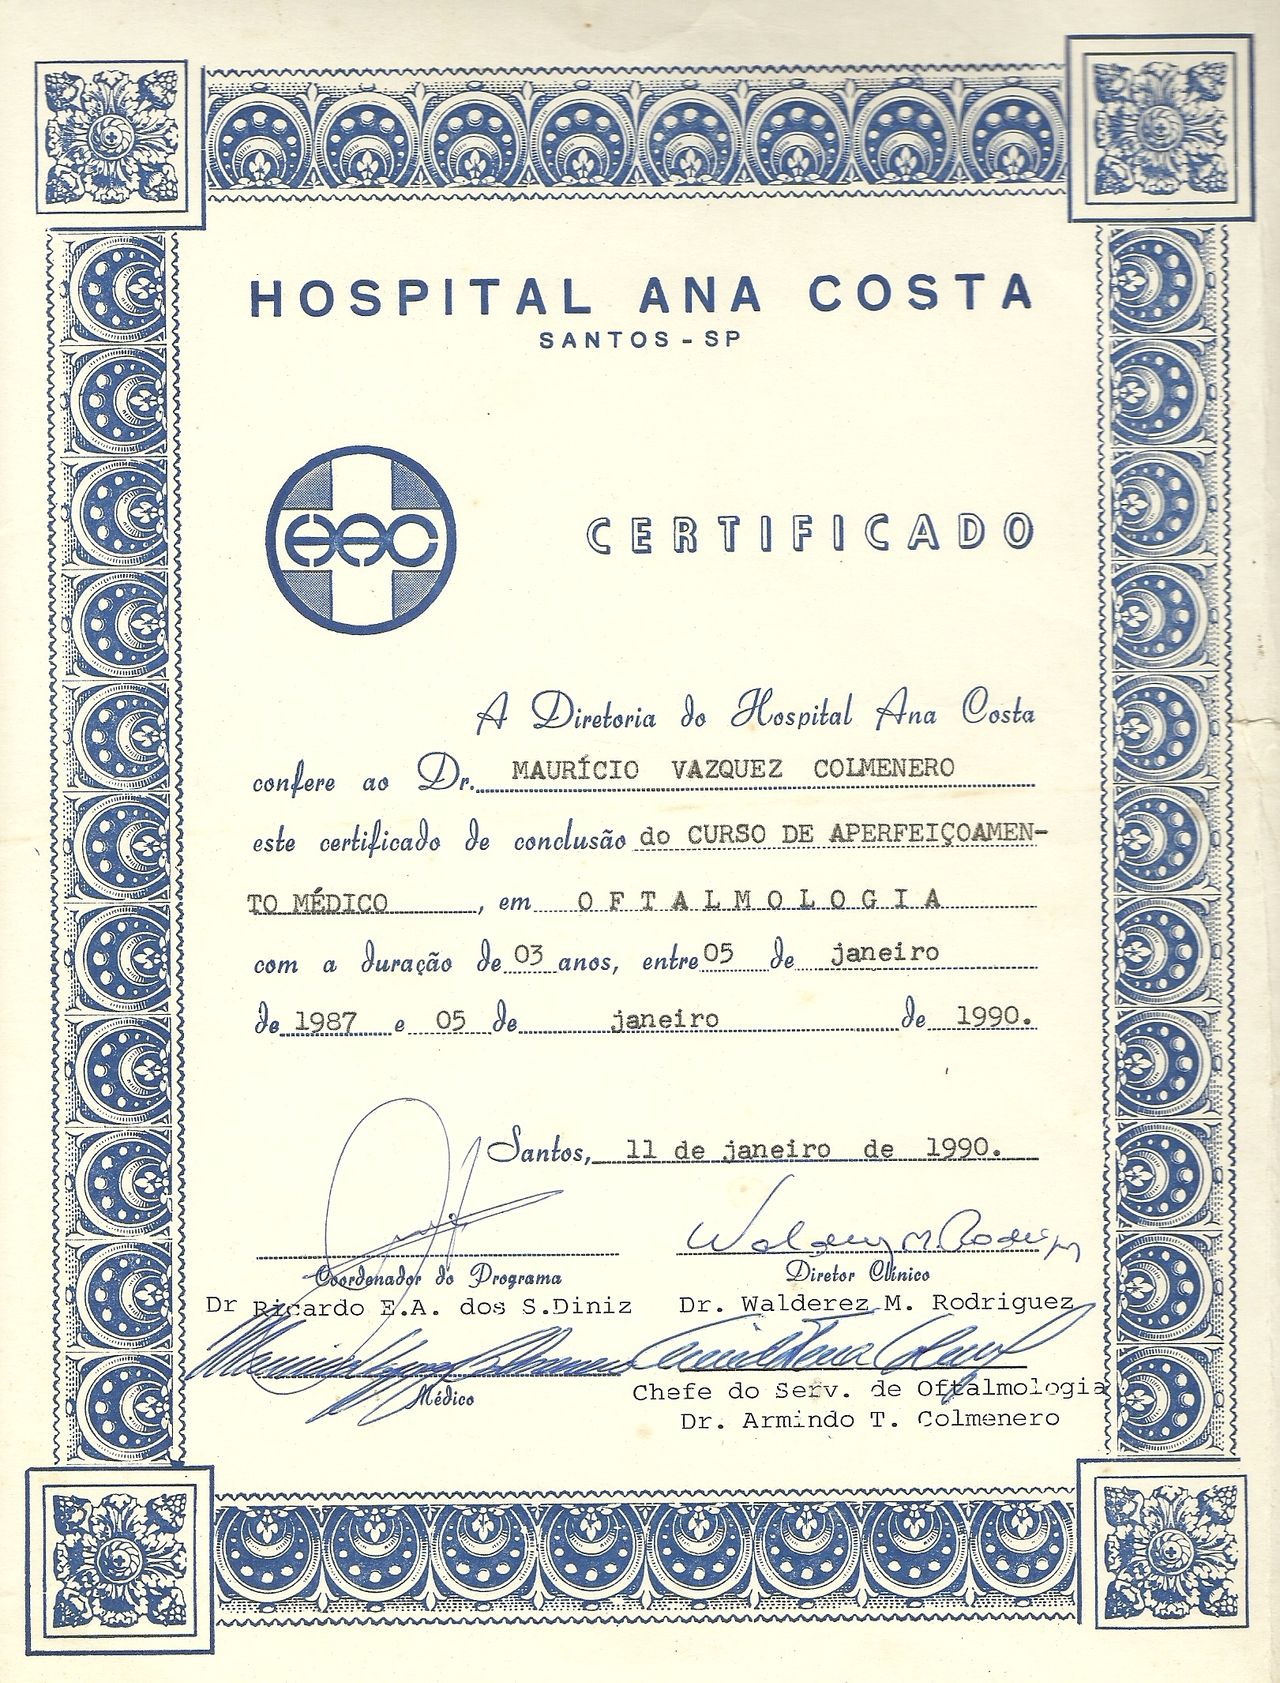 HOSPITAL ANA COSTA
SANTOS - SP
HAC
CERTIFICADO
A Diretoria do Hospital Ana Costa
confere ao Dr. MAURÍCIO VAZQUEZ COLMENERO
este certificado de conclusão do CURSO DE APERFEIÇOAMEN-
TO MÉDICO, em OFTALMOLOGIA
com a duração de 03 anos, entre 05 de janeiro
de 1987 e 05 de janeiro de 1990.
Santos, 11 de janeiro de 1990.
Walderez M. Rodriguez
Coordenador do Programa
Diretor Clínico
Dr Ricardo E.A. dos S.Diniz
Dr. Walderez M. Rodriguez
Médico
Chefe do Serv. de Oftalmologia
Dr. Armindo T. Colmenero